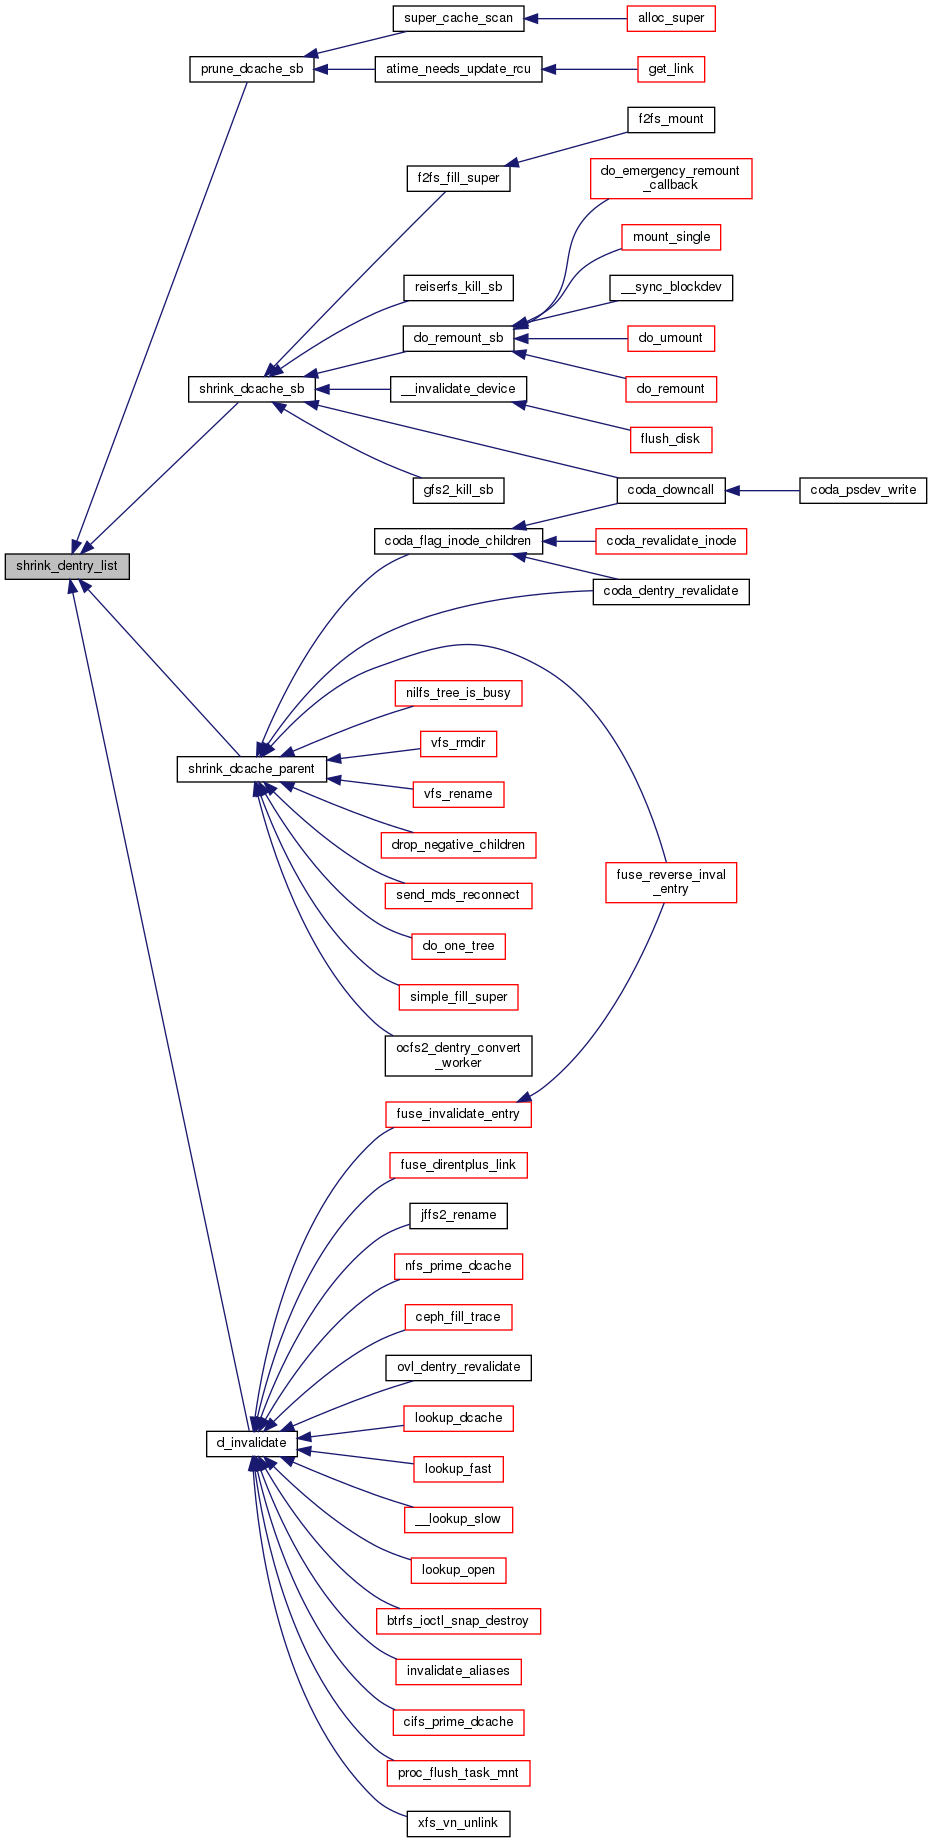 super_cache_scan
alloc_super
prune_dcache_sb
atime_needs_update_rcu
get_link
f2fs_mount
f2fs_fill_super
do_emergency_remount
_callback
mount_single
reiserfs_kill_sb
__sync_blockdev
do_remount_sb
do_umount
shrink_dcache_sb
__invalidate_device
do_remount
flush_disk
gfs2_kill_sb
coda_downcall
coda_psdev_write
coda_flag_inode_children
coda_revalidate_inode
shrink_dentry_list
coda_dentry_revalidate
nilfs_tree_is_busy
vfs_rmdir
shrink_dcache_parent
vfs_rename
drop_negative_children
fuse_reverse_inval
_entry
send_mds_reconnect
do_one_tree
simple_fill_super
ocfs2_dentry_convert
_worker
fuse_invalidate_entry
fuse_direntplus_link
jffs2_rename
nfs_prime_dcache
ceph_fill_trace
ovl_dentry_revalidate
lookup_dcache
d_invalidate
lookup_fast
__lookup_slow
lookup_open
btrfs_ioctl_snap_destroy
invalidate_aliases
cifs_prime_dcache
proc_flush_task_mnt
xfs_vn_unlink